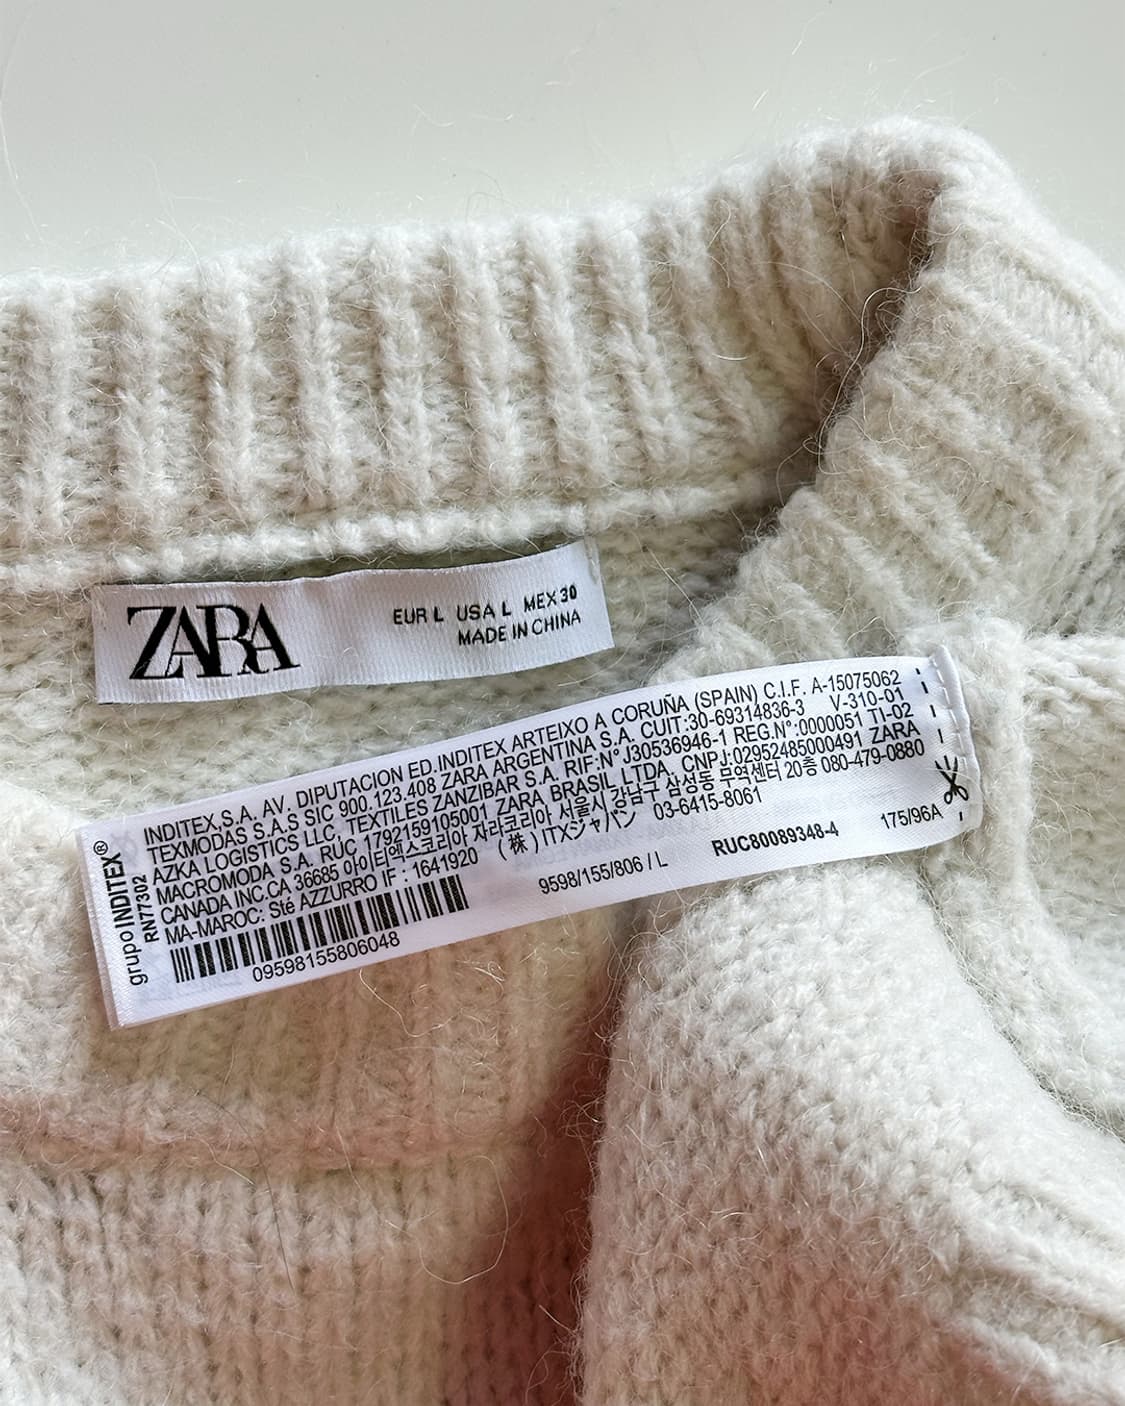 ZARA
EUR L USA L MEX 30
MADE IN CHINA
grupo INDITEX®
RN77302
INDITEX,S.A. AV. DIPUTACION ED.INDITEX ARTEIXO A CORUÑA (SPAIN) C.I.F. A-15075062
TEXMODAS S.A.S SIC 900.123.408 ZARA ARGENTINA S.A. CUIT:30-69314836-3 V-310-01
AZKA LOGISTICS LLC, TEXTILES ZANZIBAR S.A. RIF:N° J30536946-1 REG.N°:0000051 TI-02
MACROMODA S.A. RUC 1792159105001 ZARA BRASIL LTDA, CNPJ:02952485000491 ZARA
CANADA INC.CA 36685 아이티엑스코리아 자라코리아 서울시 강남구 삼성동 무역센터 20층 080-479-0880
MA-MAROC: Sté AZZURRO IF : 1641920 (株)ITXジャパン 03-6415-8061
09598155806048
9598/155/806 / L
RUC80089348-4
175/96A